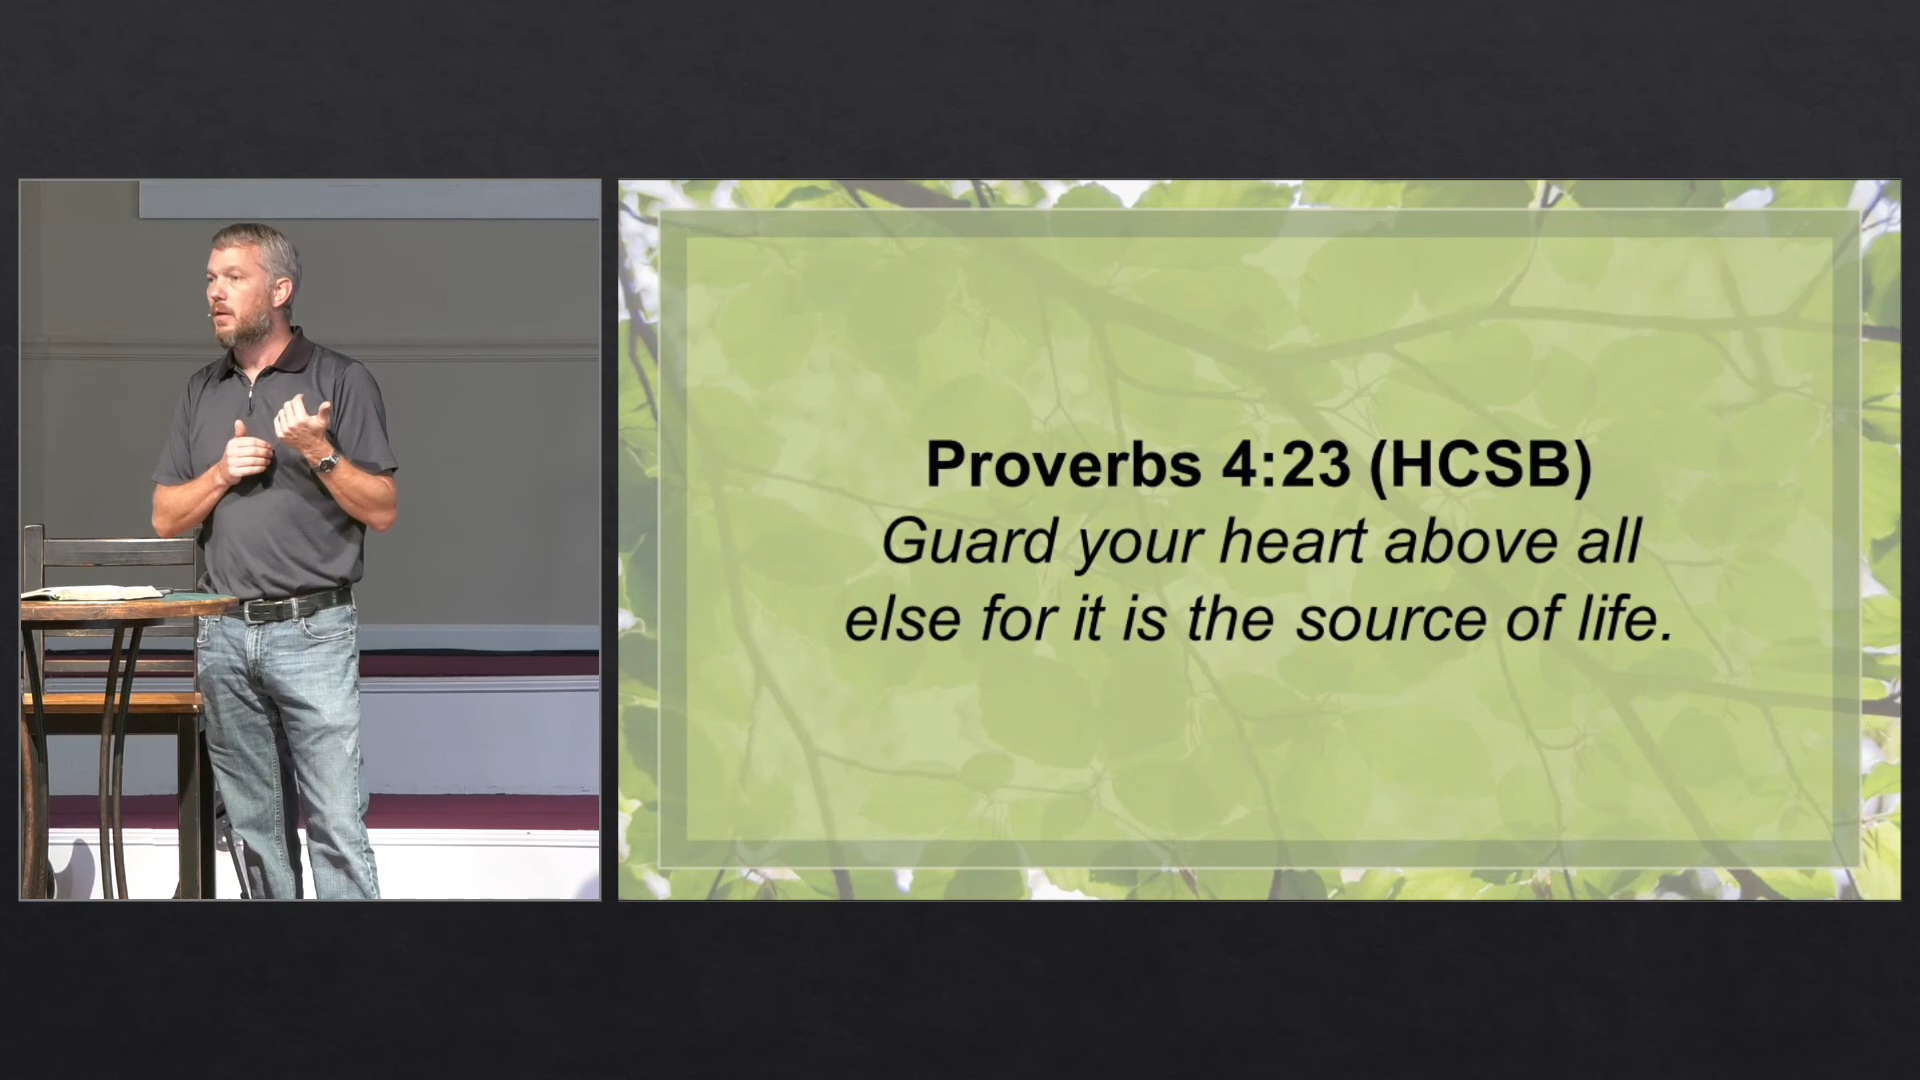 Proverbs 4:23 (HCSB)
Guard your heart above all
else for it is the source of life.